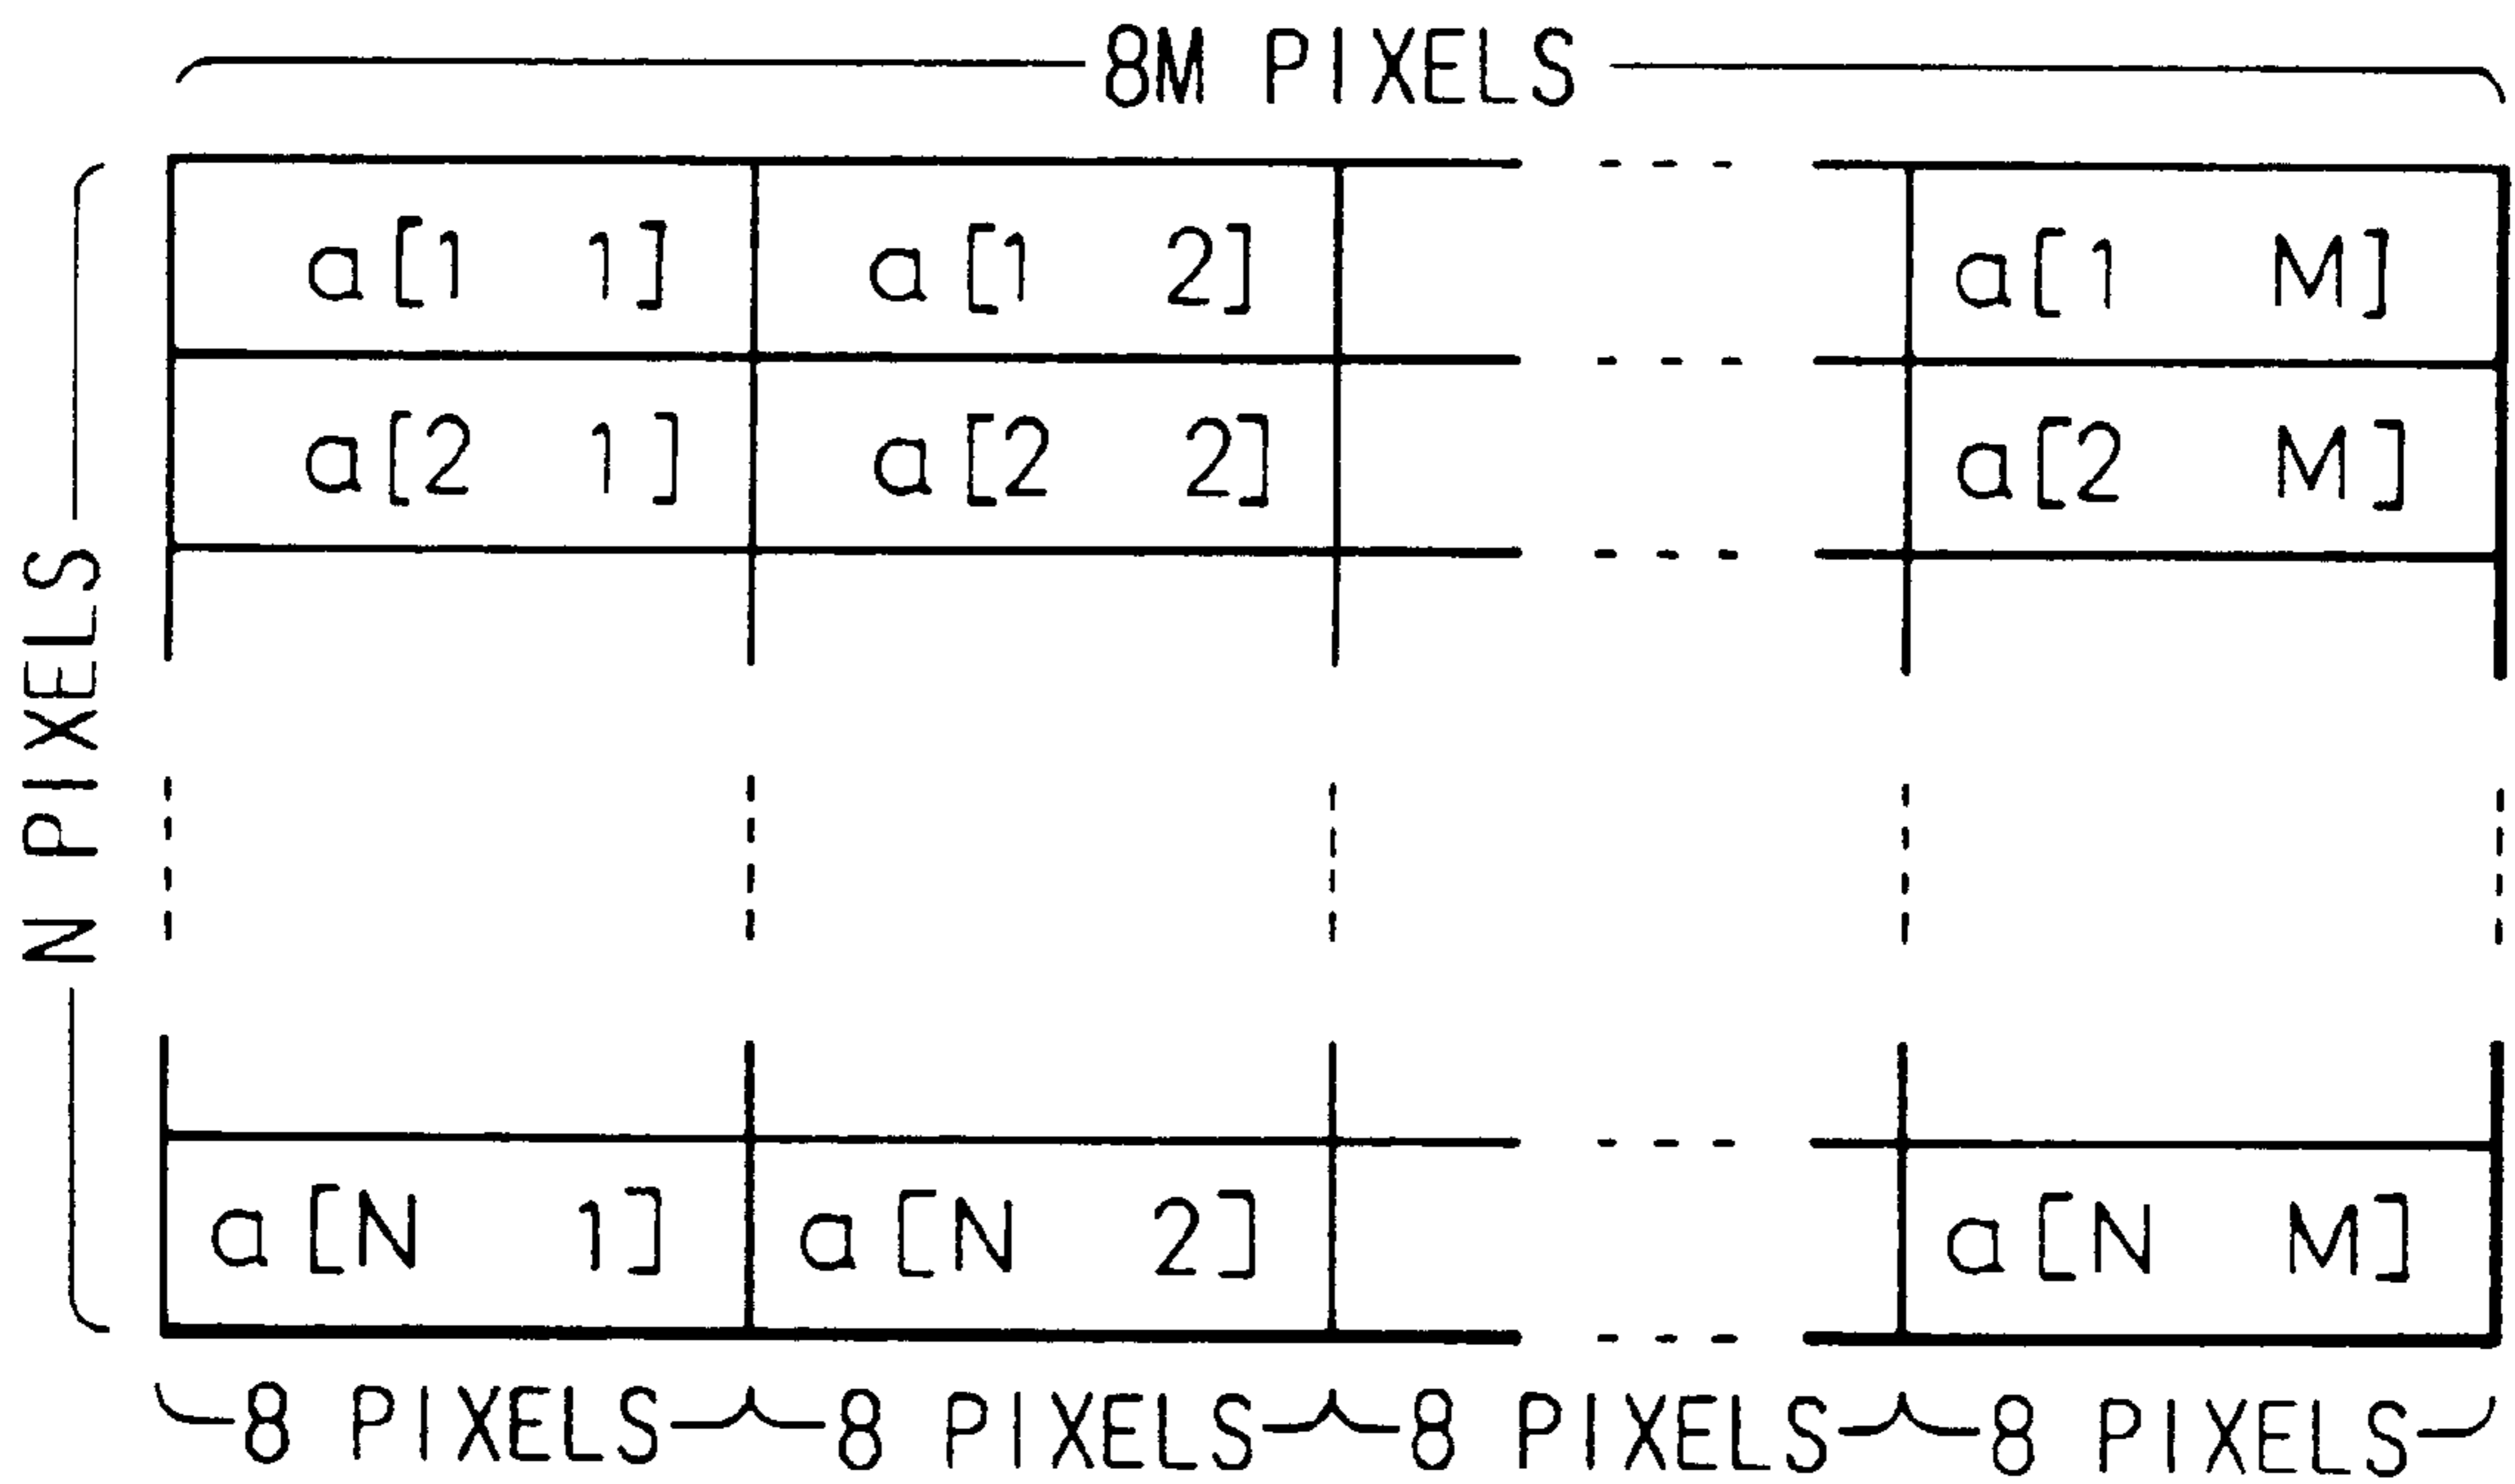 8M PIXELS
N PIXELS
a[1 1] a[1 2] a[1 M]
a[2 1] a[2 2] a[2 M]
a[N 1] a[N 2] a[N M]
8 PIXELS 8 PIXELS 8 PIXELS 8 PIXELS